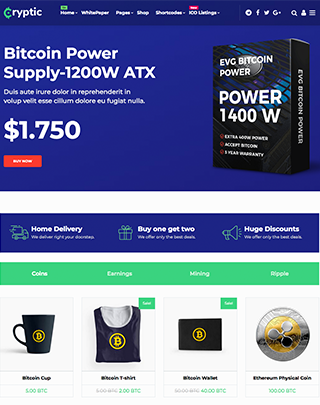 Cryptic
Home WhitePaper Pages Shop Shortcodes ICO Listings
Bitcoin Power
Supply-1200W ATX
Duis aute irure dolor in reprehenderit in
volup velit esse cillum dolore eu fugiat nulla.
$1.750
BUY NOW
EVG BITCOIN
POWER
POWER
1400 W
EXTRA 400W POWER
ACCEPT BITCOIN
5 YEAR WARRANTY
EVG BITCOIN POWER
Home Delivery
We deliver your doorstep.
Buy one get two
We offer only the best deals.
Huge Discounts
We only the best deals.
Coins Earnings Mining Ripple
Sale!
Sale!
Bitcoin Cup
5.00 BTC
Bitcoin T-shirt
3.00 BTC 2.00 BTC
Bitcoin Wallet
50.00 BTC 40.00 BTC
Ethereum Physical Coin
100.00 BTC